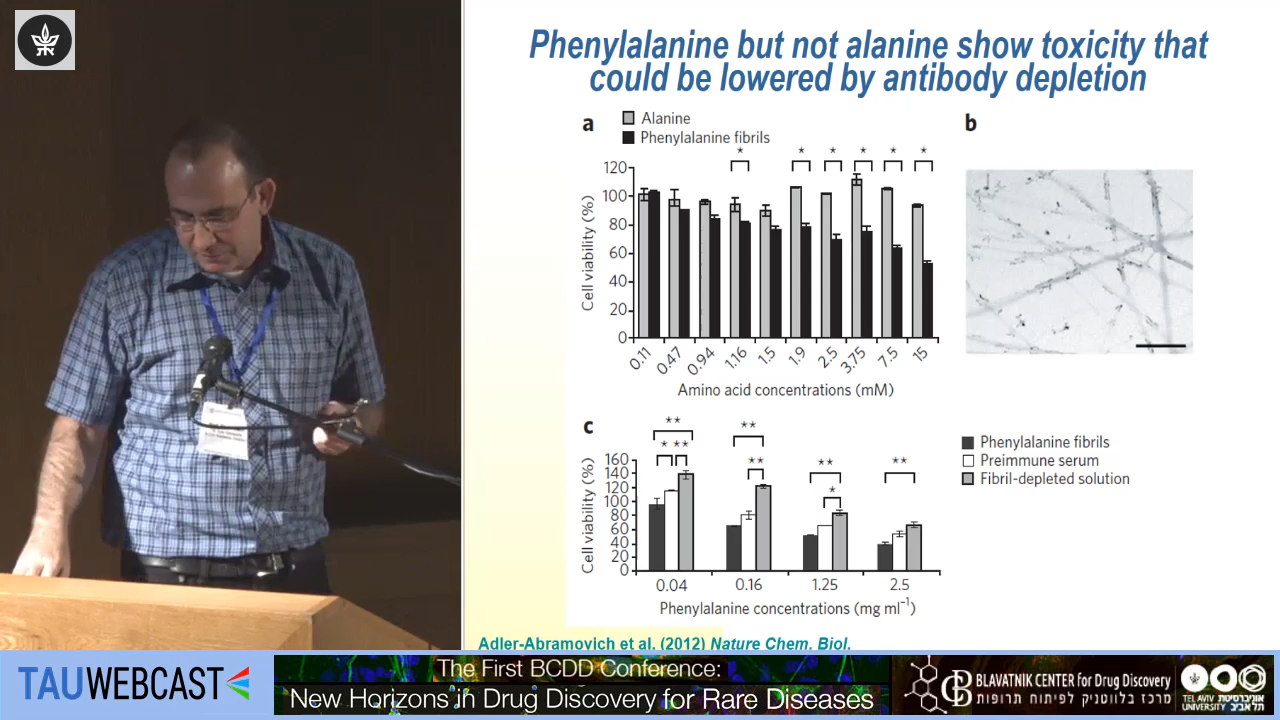 Phenylalanine but not alanine show toxicity that
could be lowered by antibody depletion
a
Alanine
Phenylalanine fibrils
b
* * * * * *
120
100
80
60
40
20
0
Cell viability (%)
0.11 0.47 0.94 1.16 1.5 1.9 2.5 3.75 7.5 15
Amino acid concentrations (mM)
c
** * ** ** ** ** * **
160
140
120
100
80
60
40
20
0
Cell viability (%)
0.04 0.16 1.25 2.5
Phenylalanine concentrations (mg ml⁻¹)
Phenylalanine fibrils
Preimmune serum
Fibril-depleted solution
Adler-Abramovich et al. (2012) Nature Chem. Biol.
TAUWEBCAST
The First BCDD Conference:
New Horizons in Drug Discovery for Rare Diseases
BLAVATNIK CENTER for Drug Discovery
מרכז בלווטניק לפיתוח תרופות
TEL AVIV UNIVERSITY
אוניברסיטת תל אביב